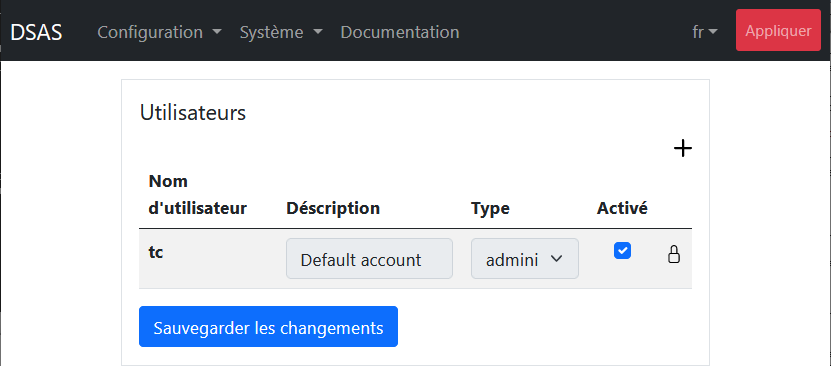 DSAS Configuration Système Documentation fr Appliquer
Utilisateurs
Nom
d'utilisateur Déscription Type Activé
tc Default account admini
Sauvegarder les changements